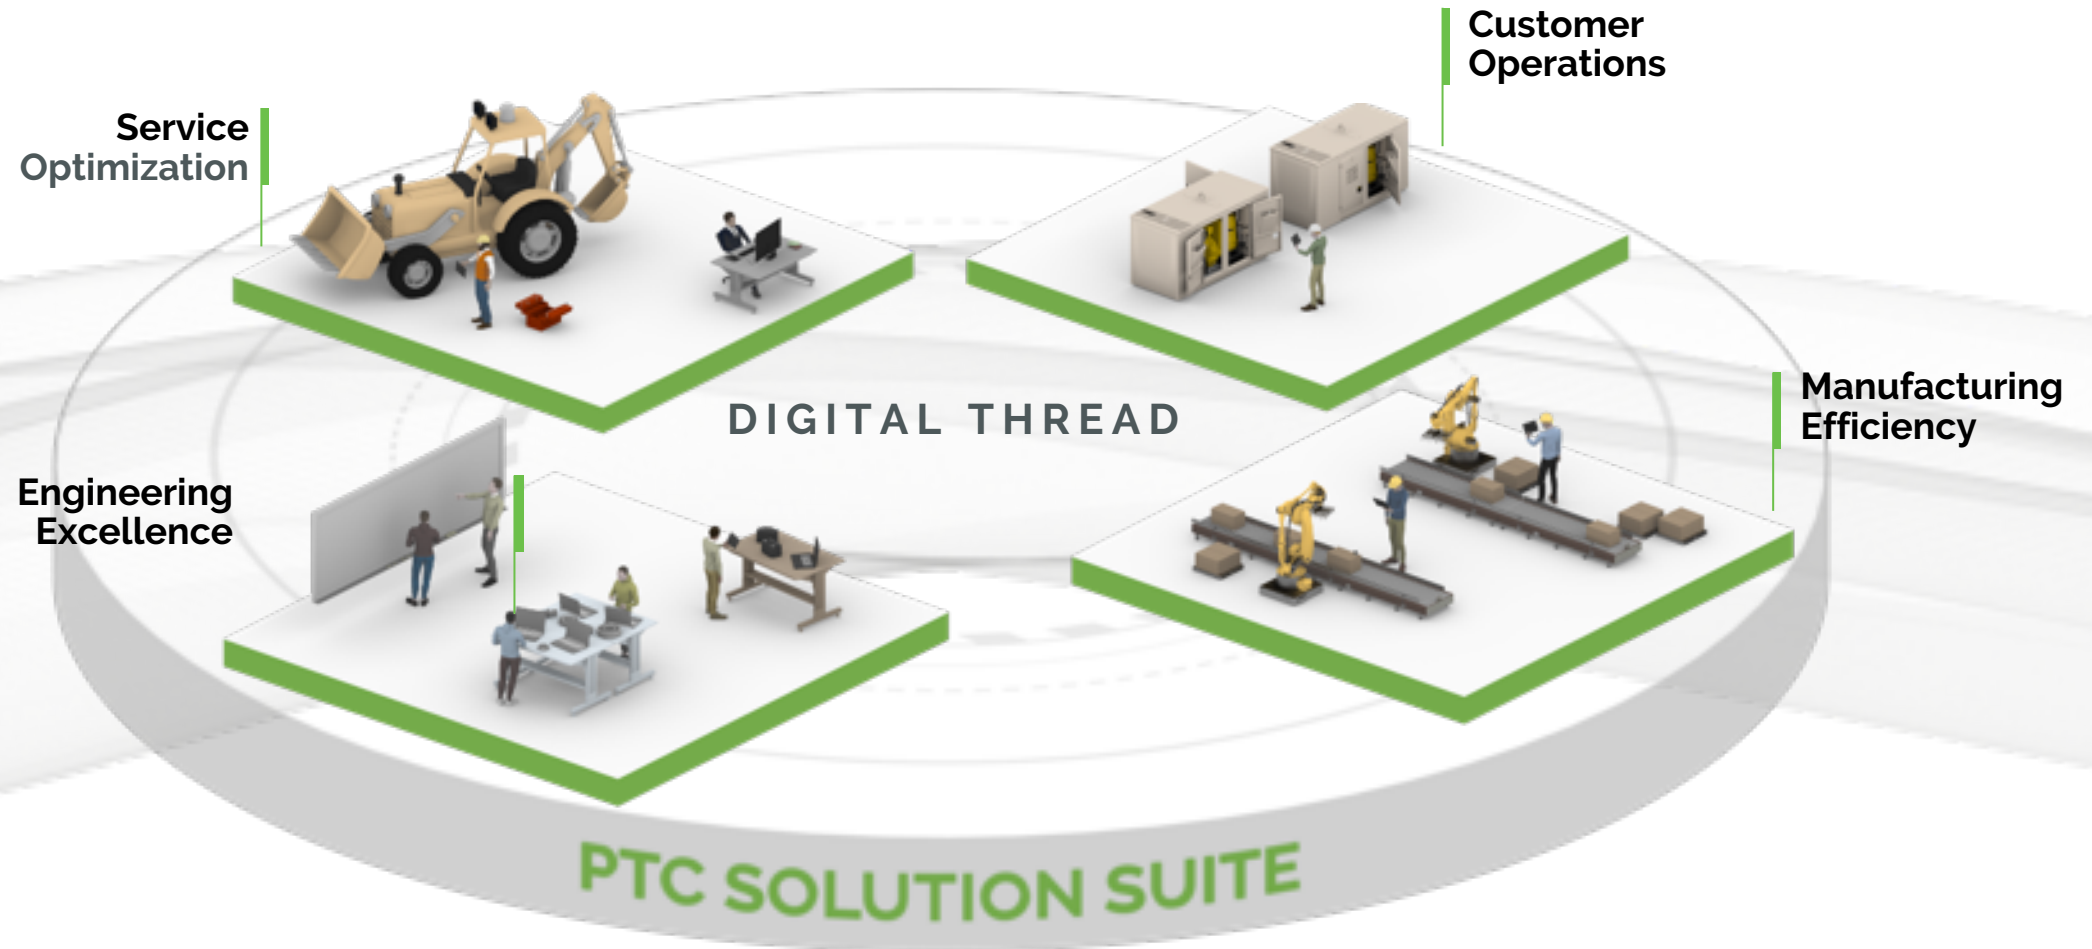 Customer
Operations
Service
Optimization
Manufacturing
Efficiency
DIGITAL THREAD
Engineering
Excellence
PTC SOLUTION SUITE